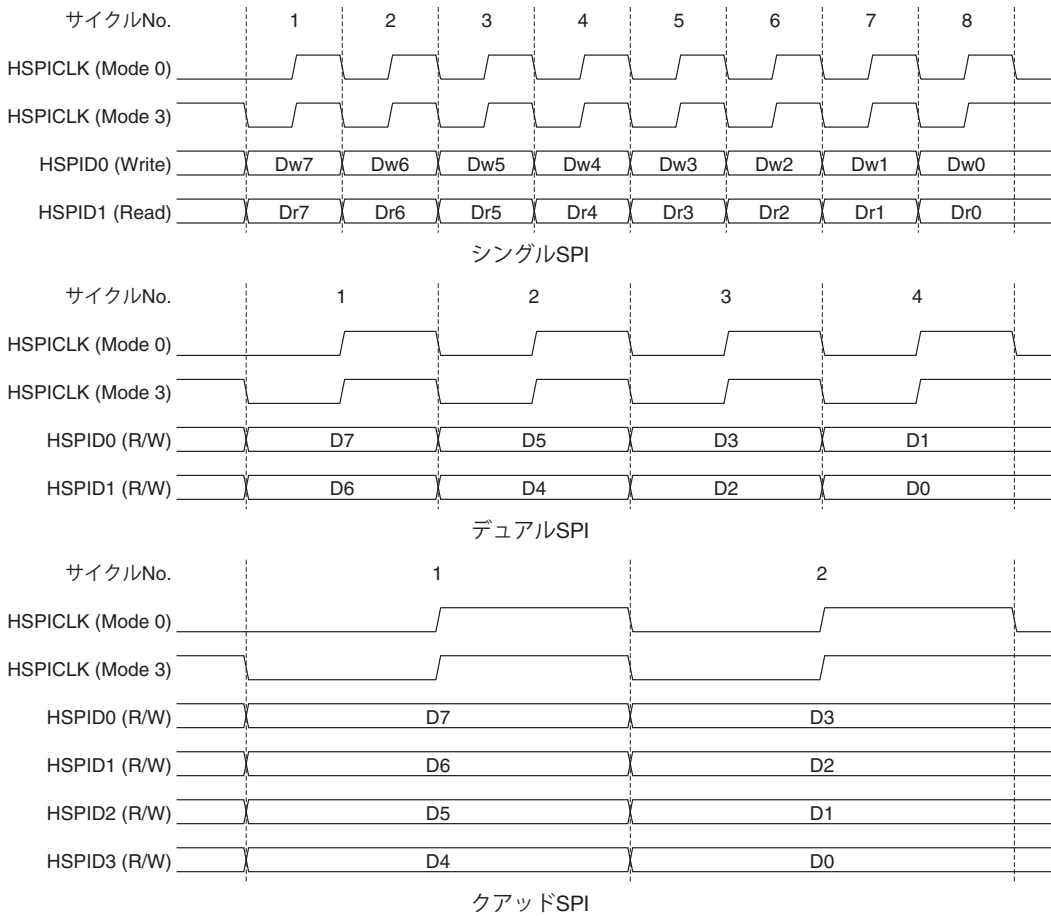 サイクルNo. 1 2 3 4 5 6 7 8
HSPICLK (Mode 0)
HSPICLK (Mode 3)
HSPID0 (Write) Dw7 Dw6 Dw5 Dw4 Dw3 Dw2 Dw1 Dw0
HSPID1 (Read) Dr7 Dr6 Dr5 Dr4 Dr3 Dr2 Dr1 Dr0
シングルSPI
サイクルNo. 1 2 3 4
HSPICLK (Mode 0)
HSPICLK (Mode 3)
HSPID0 (R/W) D7 D5 D3 D1
HSPID1 (R/W) D6 D4 D2 D0
デュアルSPI
サイクルNo. 1 2
HSPICLK (Mode 0)
HSPICLK (Mode 3)
HSPID0 (R/W) D7 D3
HSPID1 (R/W) D6 D2
HSPID2 (R/W) D5 D1
HSPID3 (R/W) D4 D0
クアッドSPI